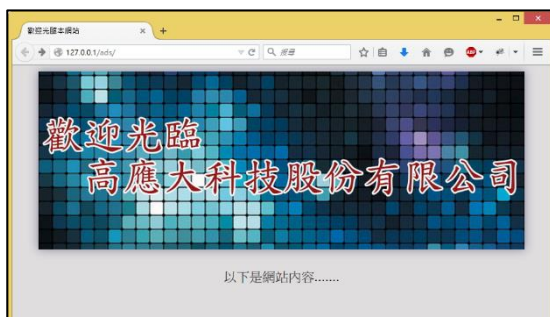 歡迎光臨本網站
127.0.0.1/ads/
搜尋
ABP
歡迎光臨
高應大科技股份有限公司
以下是網站內容.......